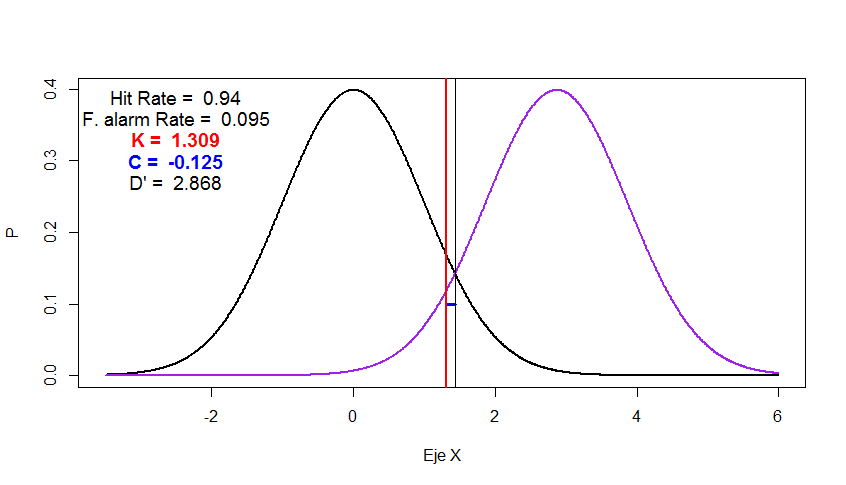 Hit Rate = 0.94
F. alarm Rate = 0.095
K = 1.309
C = -0.125
D' = 2.868
P
0.4
0.3
0.2
0.1
0.0
-2 0 2 4 6
Eje X